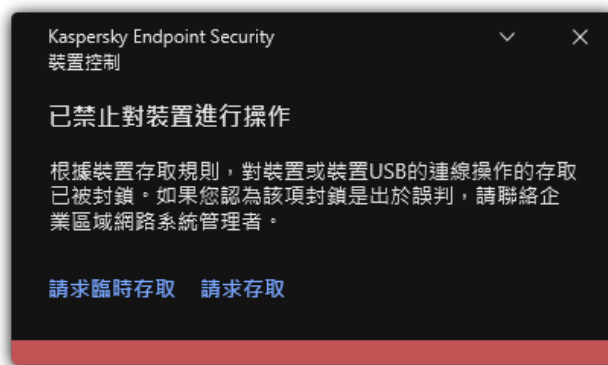 Kaspersky Endpoint Security
裝置控制
已禁止對裝置進行操作
根據裝置存取規則，對裝置或裝置USB的連線操作的存取
已被封鎖。如果您認為該項封鎖是出於誤判，請聯絡企
業區域網路系統管理者。
請求臨時存取 請求存取